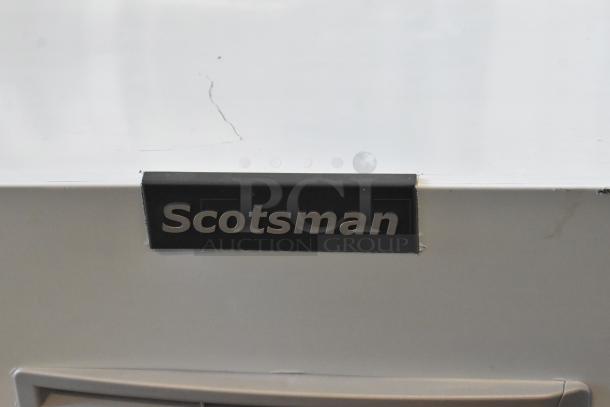 PCI
Scotsman
AUCTION GROUP